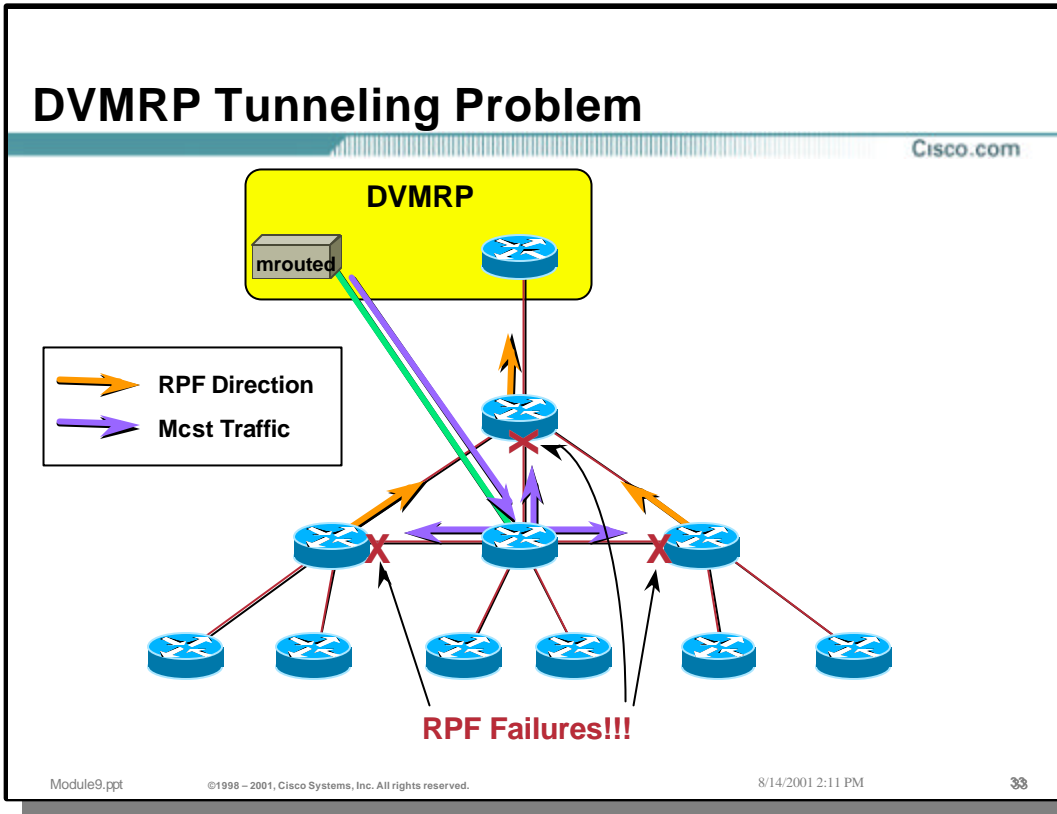 DVMRP Tunneling Problem
Cisco.com
DVMRP
mrouted
RPF Direction
Mcst Traffic
X
X
X
RPF Failures!!!
Module9.ppt
©1998 – 2001, Cisco Systems, Inc. All rights reserved.
8/14/2001 2:11 PM
33